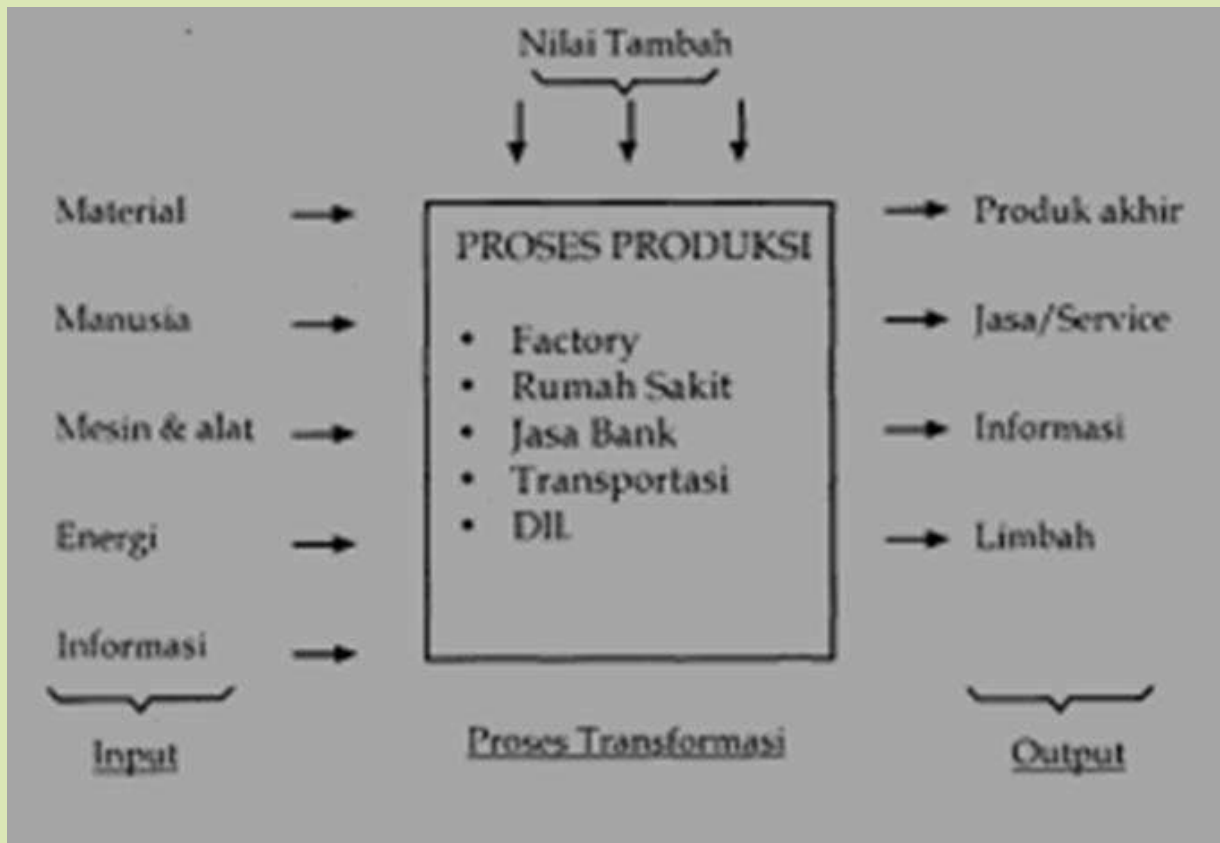 Nilai Tambah
Material
Manusia
Mesin & alat
Energi
Informasi
Input
PROSES PRODUKSI
• Factory
• Rumah Sakit
• Jasa Bank
• Transportasi
• Dll.
Proses Transformasi
Produk akhir
Jasa/Service
Informasi
Limbah
Output